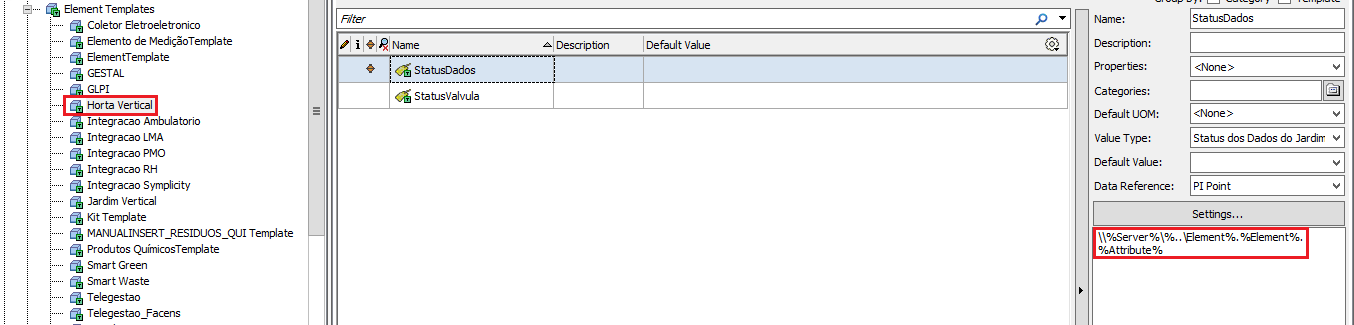 Element Templates
Coletor Eletroeletronico
Elemento de MediçãoTemplate
ElementTemplate
GESTAL
GLPI
Horta Vertical
Integracao Ambulatorio
Integracao LMA
Integracao PMO
Integracao RH
Integracao Symplicity
Jardim Vertical
Kit Template
MANUALINSERT_RESIDUOS_QUI Template
Produtos QuímicosTemplate
Smart Green
Smart Waste
Telegestao
Telegestao_Facens
Filter
Name Description Default Value
StatusDados
StatusValvula
Group by: Category Template
Name: StatusDados
Description:
Properties: <None>
Categories:
Default UOM: <None>
Value Type: Status dos Dados do Jardim
Default Value:
Data Reference: PI Point
Settings...
\\%Server%\%..\Element%.%Element%.
%Attribute%